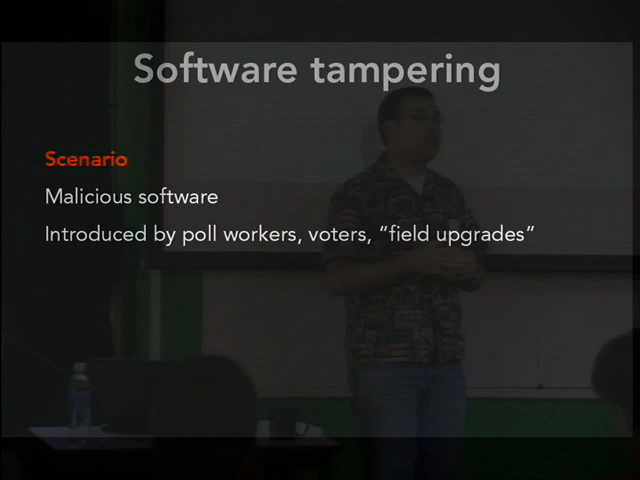 Software tampering
Scenario
Malicious software
Introduced by poll workers, voters, “field upgrades”